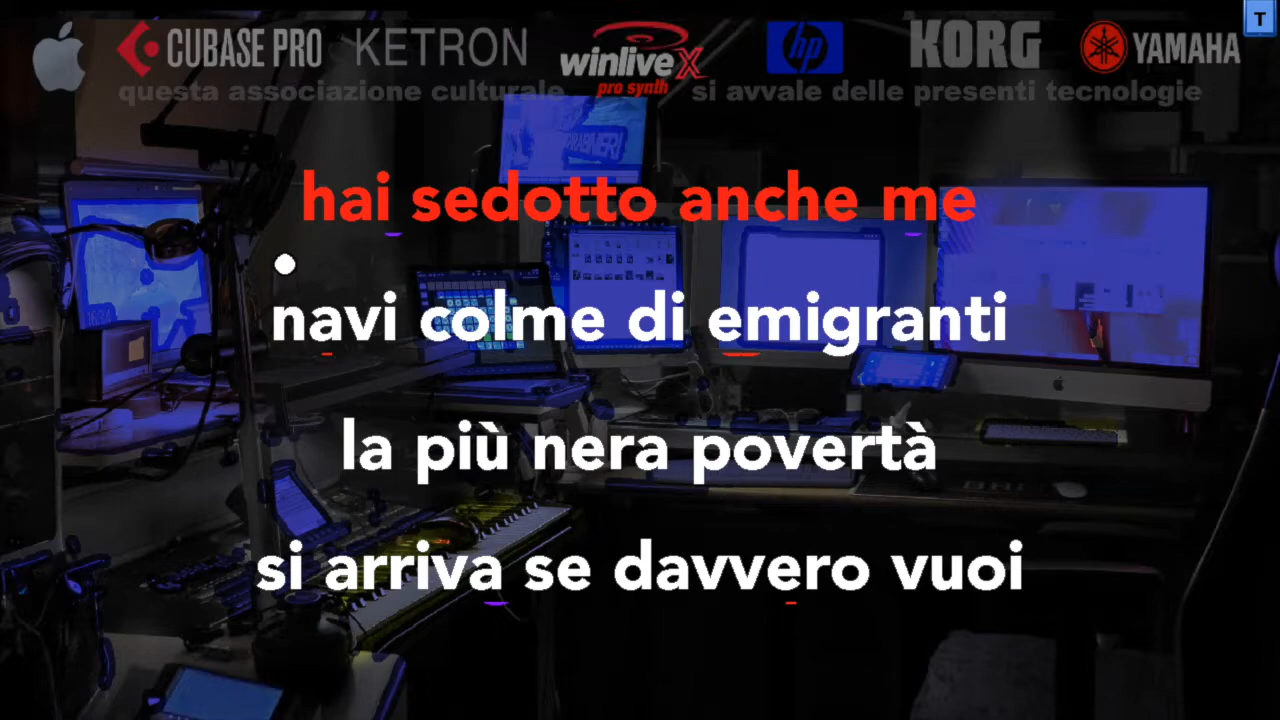 T
CUBASE PRO KETRON winlive X pro synth hp KORG YAMAHA
questa associazione culturale si avvale delle presenti tecnologie
hai sedotto anche me
navi colme di emigranti
la più nera povertà
si arriva se davvero vuoi